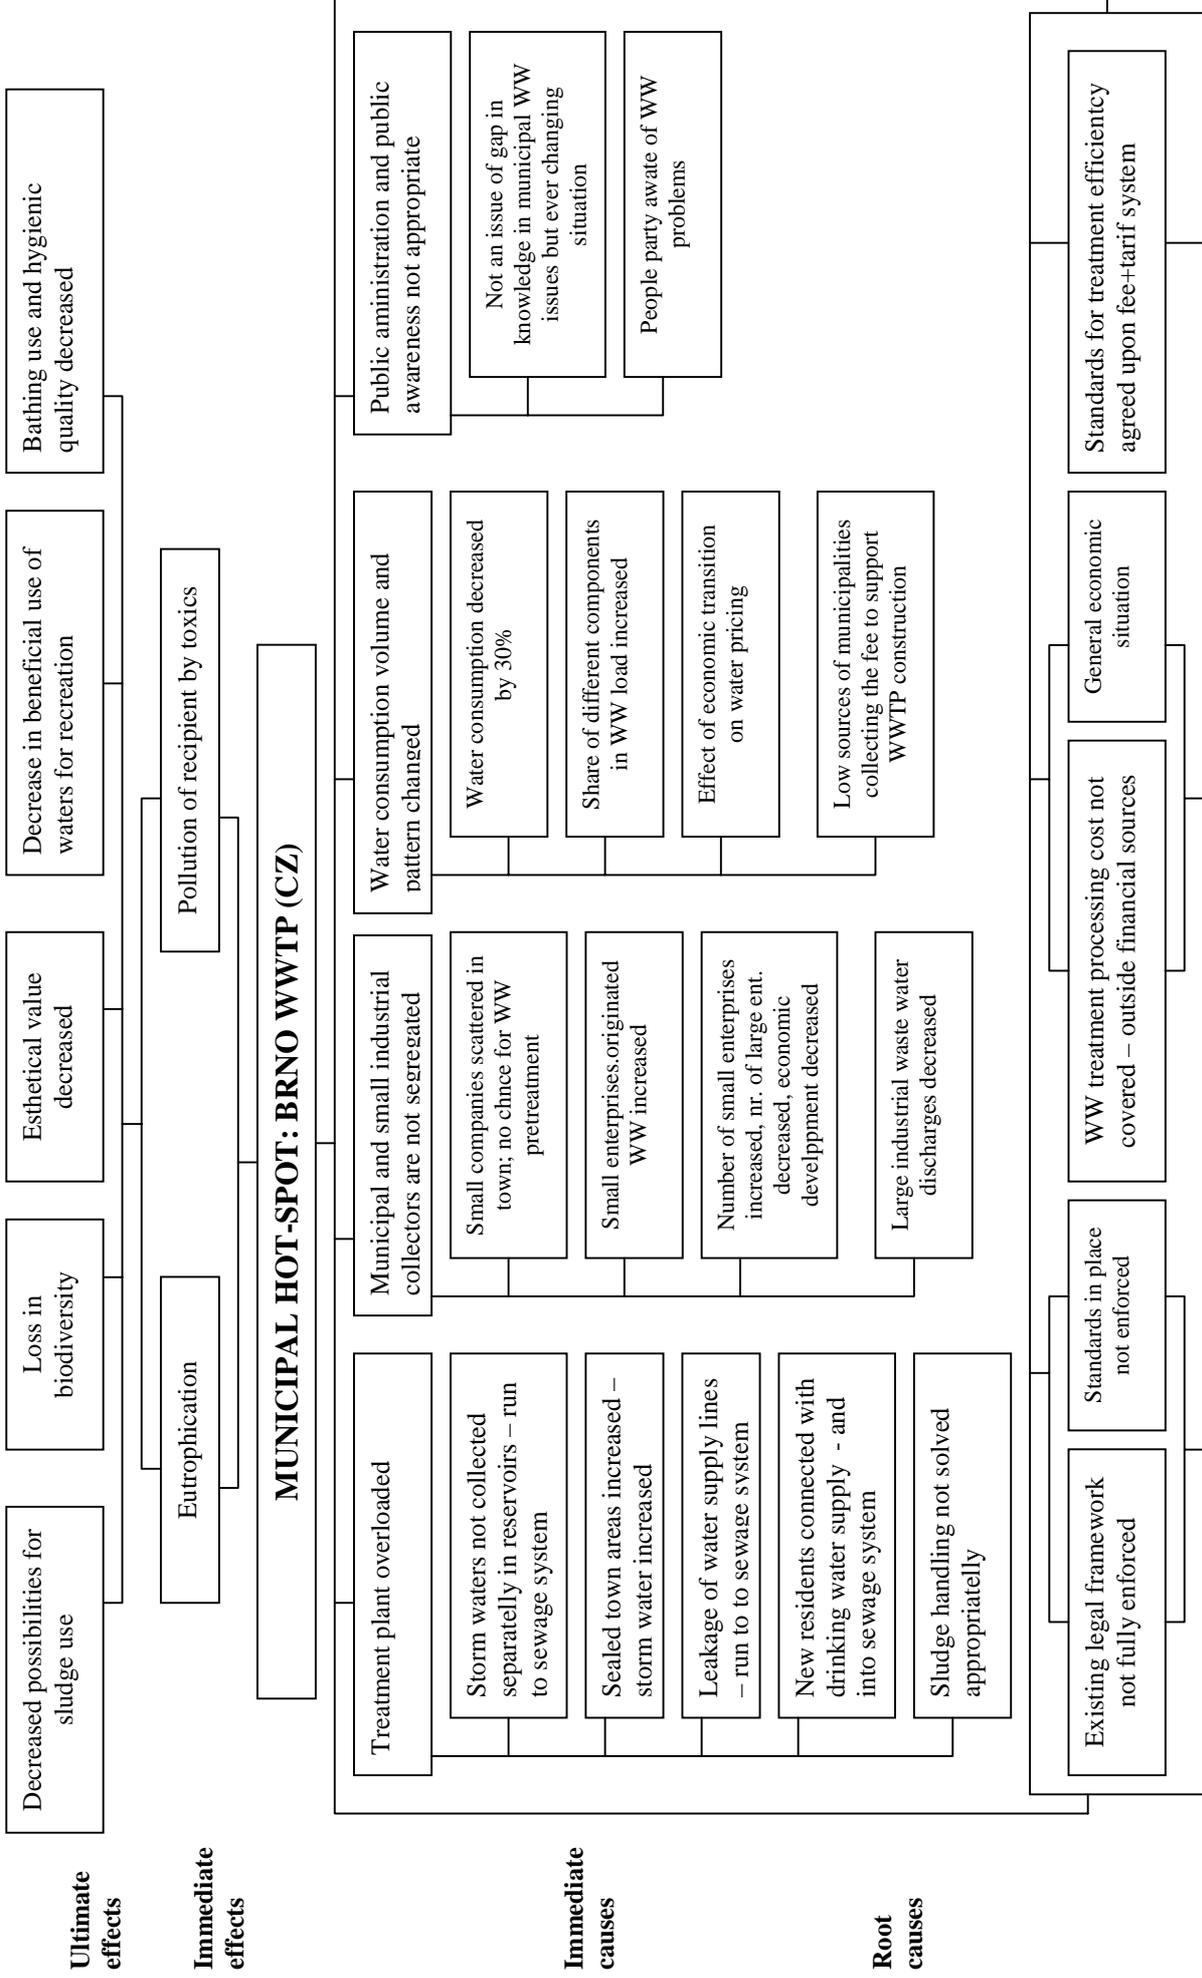 Ultimate
effects
Decreased possibilities for
sludge use
Loss in
biodiversity
Esthetical value
decreased
Decrease in beneficial use of
waters for recreation
Bathing use and hygienic
quality decreased
Immediate
effects
Eutrophication
Pollution of recipient by toxics
MUNICIPAL HOT-SPOT: BRNO WWTP (CZ)
Immediate
causes
Treatment plant overloaded
Storm waters not collected
separatelly in reservoirs – run
to sewage system
Sealed town areas increased –
storm water increased
Leakage of water supply lines
– run to to sewage system
New residents connected with
drinking water supply - and
into sewage system
Sludge handling not solved
appropriatelly
Municipal and small industrial
collectors are not segregated
Small companies scattered in
town; no chnce for WW
pretreatment
Small enterprises.originated
WW increased
Number of small enterprises
increased, nr. of large ent.
decreased, economic
develppment decreased
Large industrial waste water
discharges decreased
Water consumption volume and
pattern changed
Water consumption decreased
by 30%
Share of different components
in WW load increased
Effect of economic transition
on water pricing
Low sources of municipalities
collecting the fee to support
WWTP construction
Public aministration and public
awareness not appropriate
Not an issue of gap in
knowledge in municipal WW
issues but ever changing
situation
People party awate of WW
problems
Root
causes
Existing legal framework
not fully enforced
Standards in place
not enforced
WW treatment processing cost not
covered – outside financial sources
General economic
situation
Standards for treatment efficientcy
agreed upon fee+tarif system